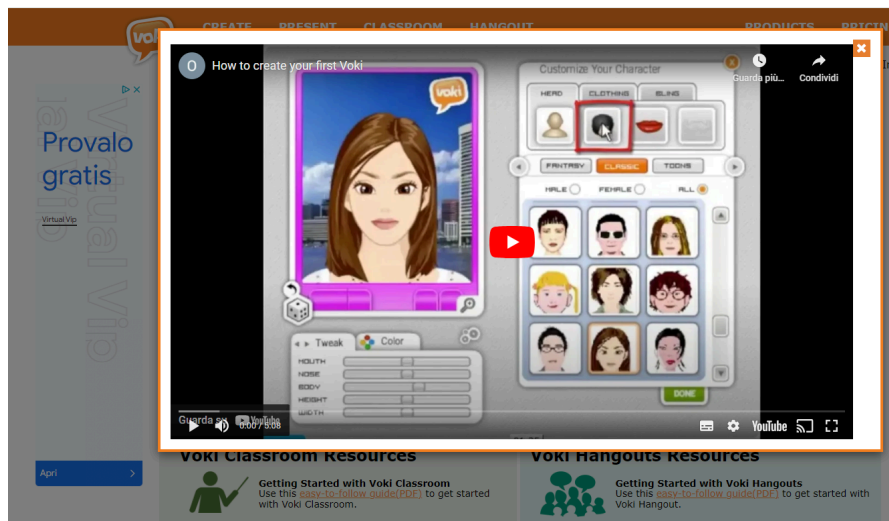 CREATE PRESENT CLASSROOM HANGOUT PRODUCTS
voki
How to create your first Voki
Guarda più...
Condividi
Provalo
gratis
Virtual Vip
Virtual Vip
Apri
voki
Customize Your Character
HEAD CLOTHING BLING
FANTASY CLASSIC TOONS
MALE FEMALE ALL
Tweak Color
MOUTH
NOSE
BODY
HEIGHT
WIDTH
DONE
Guarda su YouTube
0:00 / 5:08
YouTube
Voki Classroom Resources
Getting Started with Voki Classroom
Use this easy-to-follow guide(PDF) to get started
with Voki Classroom.
Voki Hangouts Resources
Getting Started with Voki Hangouts
Use this easy-to-follow guide(PDF) to get started with
Voki Hangout.